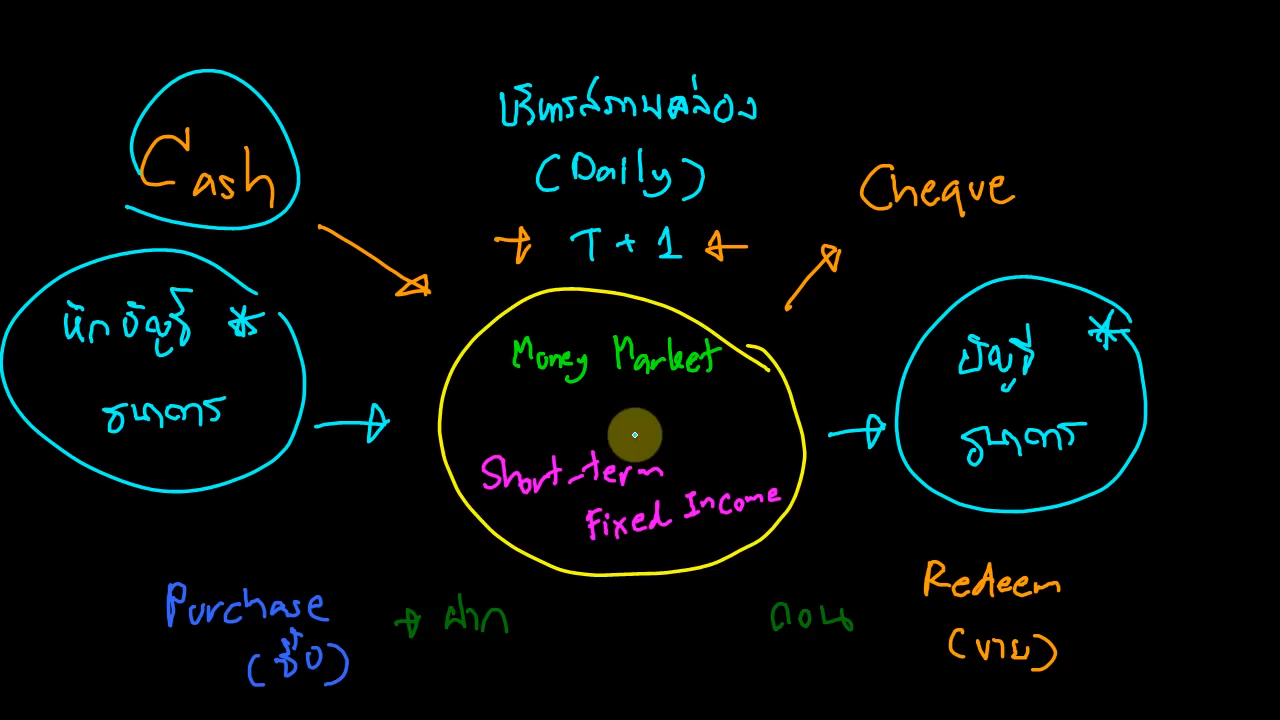 Cash
บริหารสภาพคล่อง
(Daily)
T + 1
Cheque
หักบัญชี *
ธนาคาร
Money Market
Short-term
Fixed Income
บัญชี *
ธนาคาร
Purchase
(ซื้อ)
→ ฝาก
ถอน
Redeem
(ขาย)